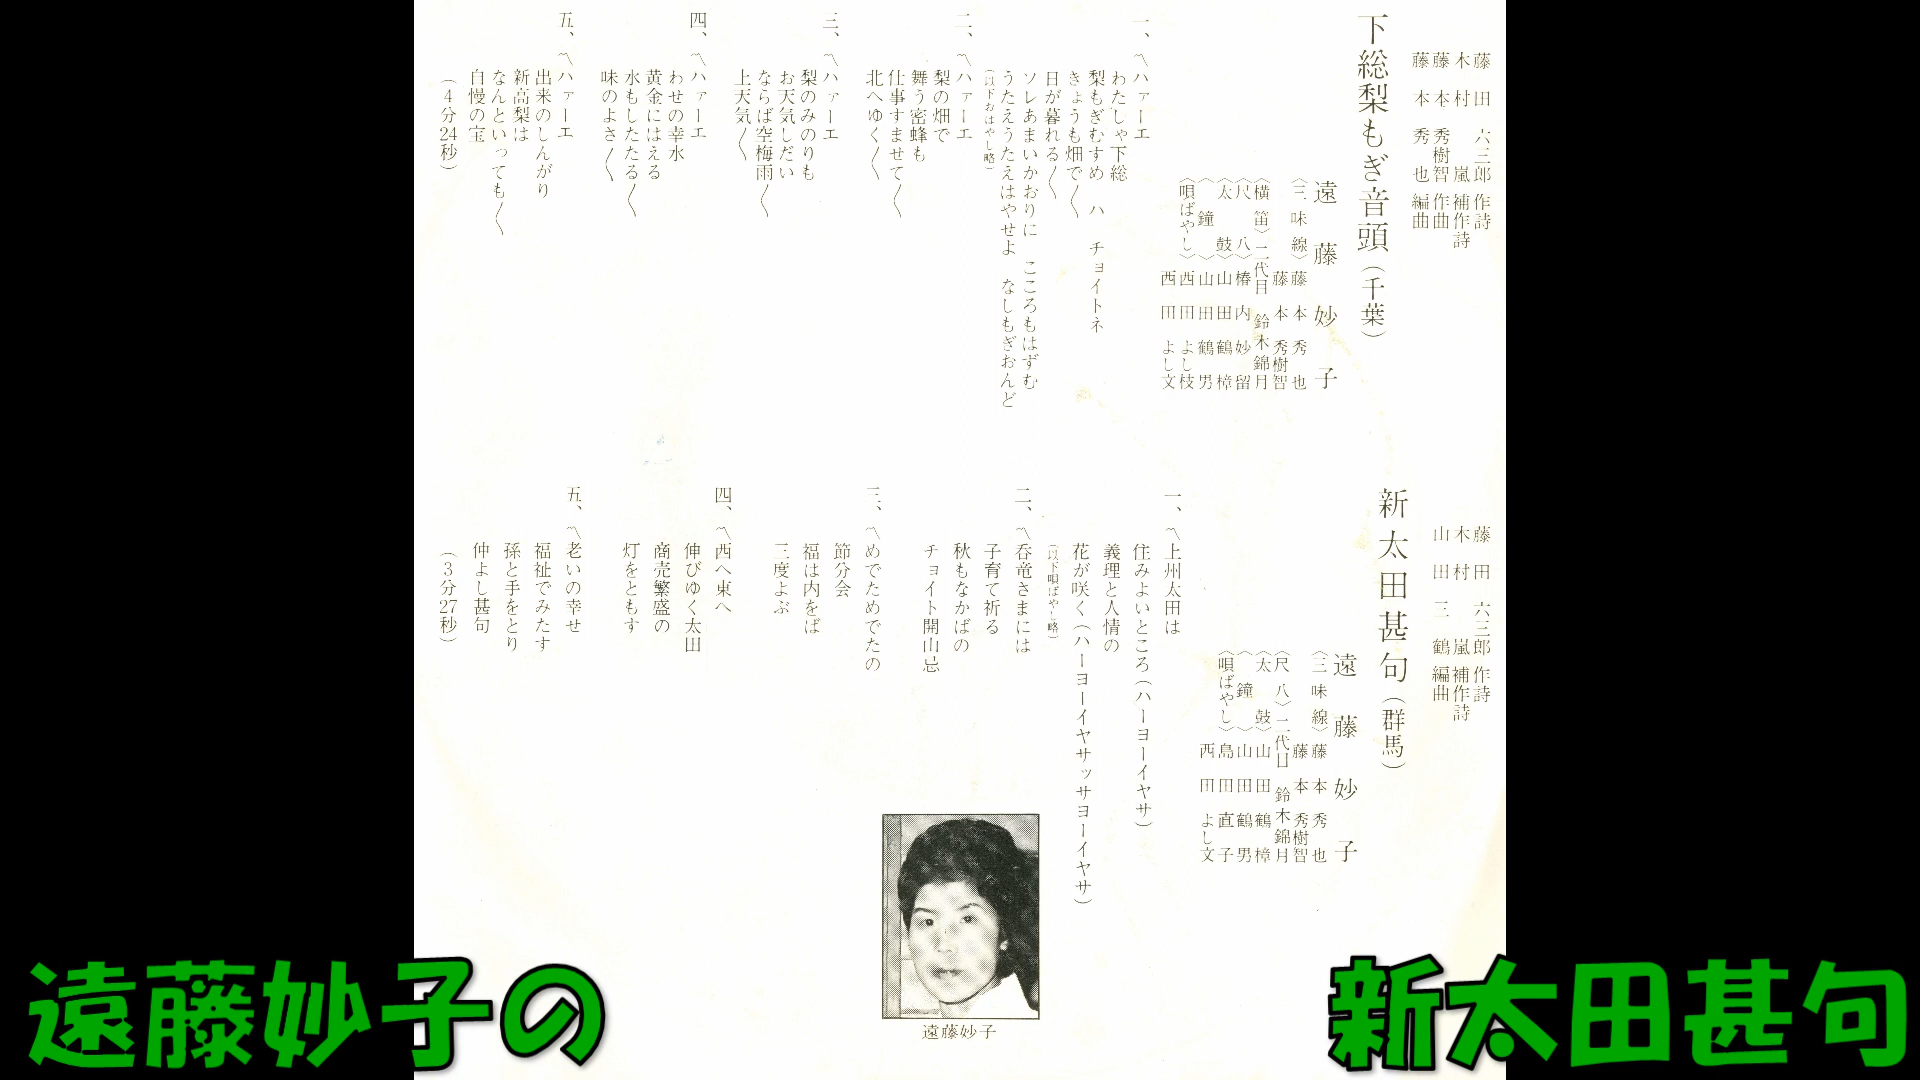 藤田六三郎 作詩
木村 嵐 補作詩
藤本秀樹智 作曲
藤本秀也 編曲
下総梨もぎ音頭（千葉）
遠藤妙子
〈三味線〉藤本秀也
藤本秀樹智
〈横笛〉二代目 鈴木錦月
〈尺八〉椿内妙留
〈太鼓〉山田鶴樟
〈鐘〉山田鶴男
〈唄ばやし〉西田よし枝
西田よし文
一、〽ハァーエ
わたしゃ下総
梨もぎむすめ ハ チョイトネ
きょうも畑で〱
日が暮れる〱
ソレあまいかおりに こころもはずむ
うたえうたえはやせよ なしもぎおんど
（以下おはやし略）
二、〽ハァーエ
梨の畑で
舞う密蜂も
仕事すませて〱
北へゆく〱
三、〽ハァーエ
梨のみのりも
お天気しだい
ならば空梅雨〱
上天気〱
四、〽ハァーエ
わせの幸水
黄金にはえる
水もしたたる〱
味のよさ〱
五、〽ハァーエ
出来のしんがり
新高梨は
なんといっても〱
自慢の宝
（4分24秒）
藤田六三郎 作詩
木村 嵐 補作詩
山田三鶴 編曲
新太田甚句（群馬）
遠藤妙子
〈三味線〉藤本秀也
藤本秀樹智
〈尺八〉二代目 鈴木錦月
〈太鼓〉山田鶴樟
〈鐘〉山田鶴男
〈唄ばやし〉島田直子
西田よし文
一、〽上州太田は
住みよいところ（ハーヨーイヤサ）
義理と人情の
花が咲く（ハーヨーイヤサッサヨーイヤサ）
（以下唄ばやし略）
二、〽呑竜さまには
子育て祈る
秋もなかばの
チョイト開山忌
三、〽めでためでたの
節分会
福は内をば
三度よぶ
四、〽西へ東へ
伸びゆく太田
商売繁盛の
灯をともす
五、〽老いの幸せ
福祉でみたす
孫と手をとり
仲よし甚句
（3分27秒）
遠藤妙子
遠藤妙子の
新太田甚句